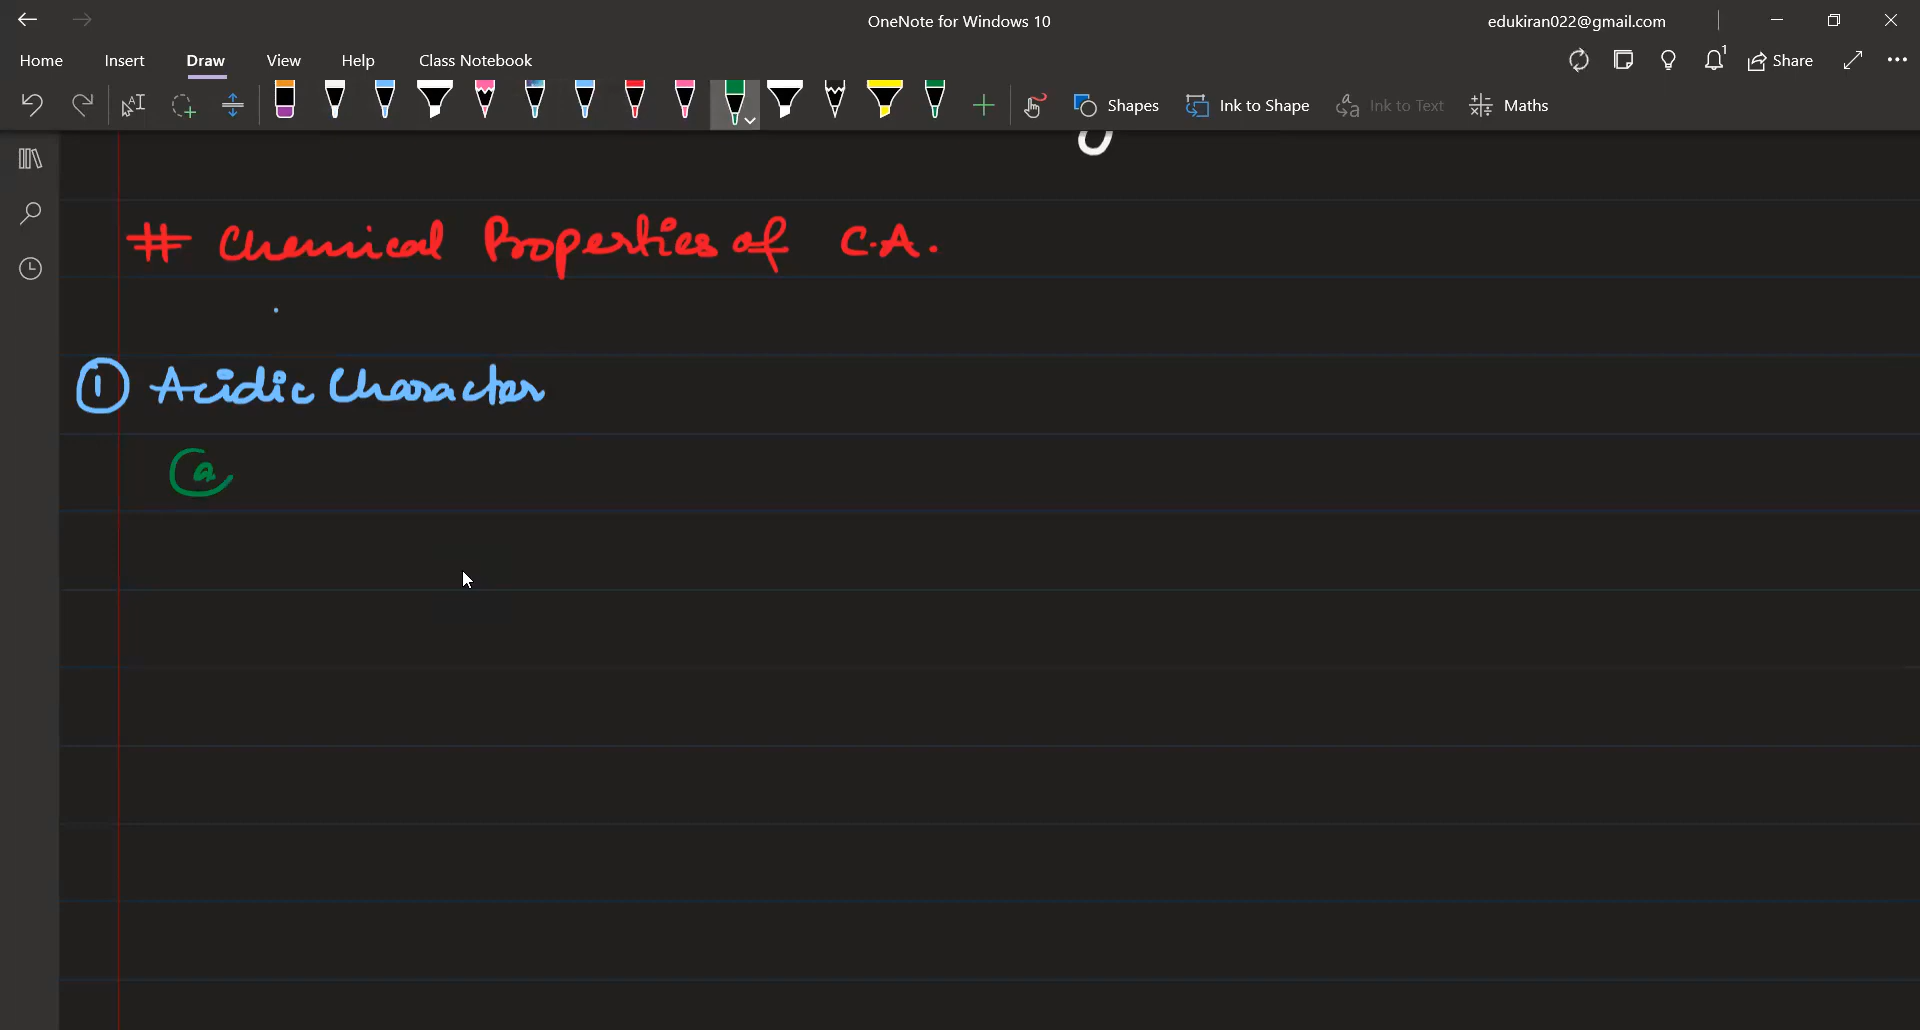 OneNote for Windows 10
edukiran022@gmail.com
Home Insert Draw View Help Class Notebook
1
Share
Shapes Ink to Shape Ink to Text Maths
# Chemical Properties of C.A.
① Acidic Character
(a